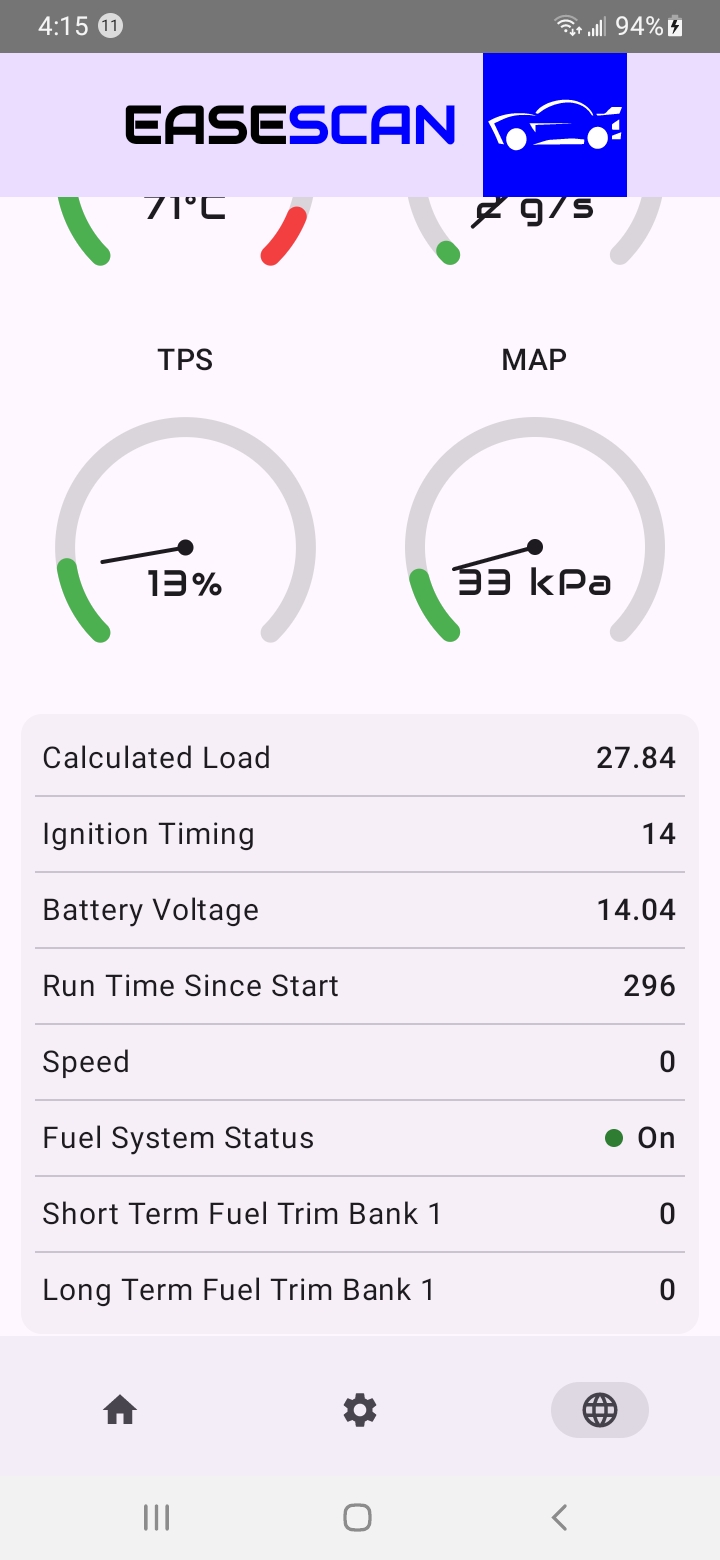 4:15 11 94%
EASESCAN
71°C 2 g/s
TPS MAP
13% 33 kPa
Calculated Load 27.84
Ignition Timing 14
Battery Voltage 14.04
Run Time Since Start 296
Speed 0
Fuel System Status On
Short Term Fuel Trim Bank 1 0
Long Term Fuel Trim Bank 1 0